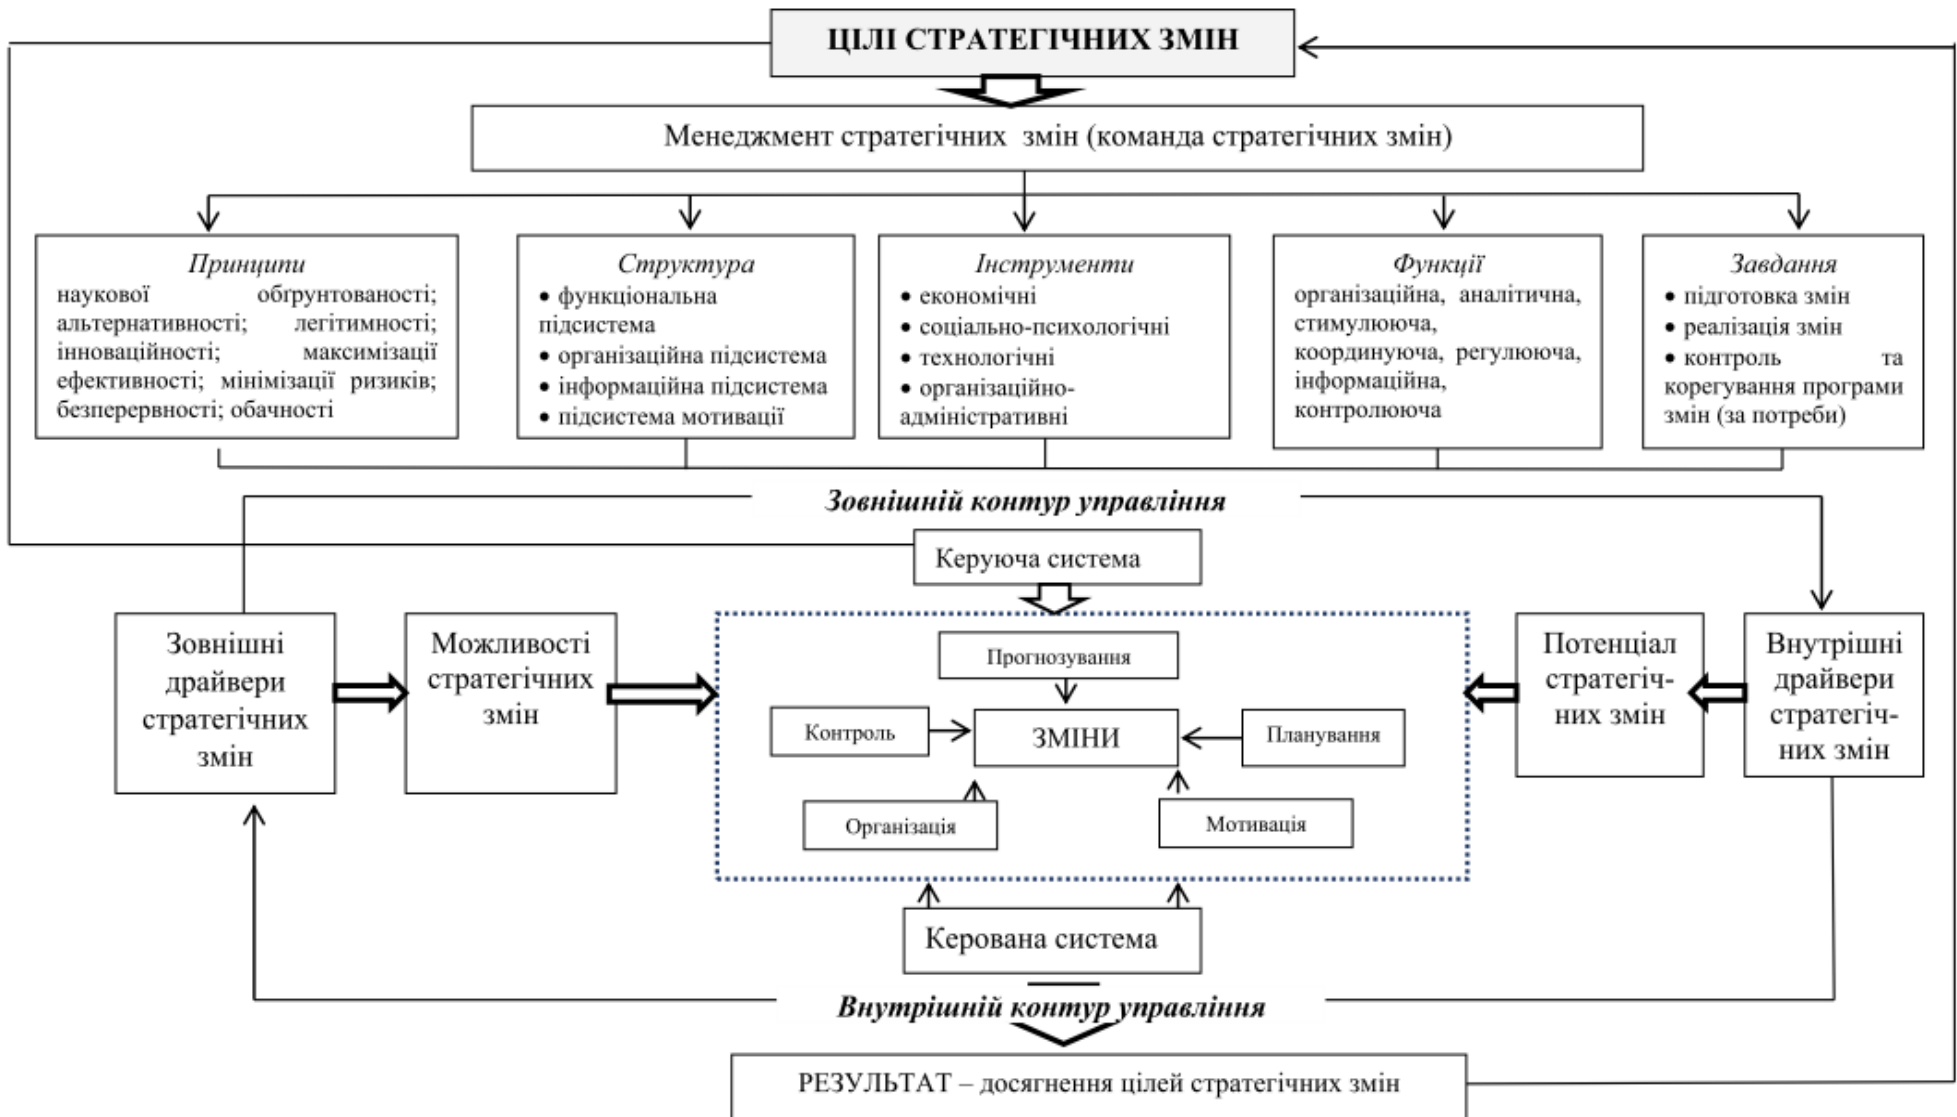 ЦІЛІ СТРАТЕГІЧНИХ ЗМІН
Менеджмент стратегічних змін (команда стратегічних змін)
Принципи
наукової обґрунтованості;
альтернативності; легітимності;
інноваційності; максимізації
ефективності; мінімізації ризиків;
безперервності; обачності
Структура
• функціональна
підсистема
• організаційна підсистема
• інформаційна підсистема
• підсистема мотивації
Інструменти
• економічні
• соціально-психологічні
• технологічні
• організаційно-
адміністративні
Функції
організаційна, аналітична,
стимулююча,
координуюча, регулююча,
інформаційна,
контролююча
Завдання
• підготовка змін
• реалізація змін
• контроль та
корегування програми
змін (за потреби)
Зовнішній контур управління
Керуюча система
Зовнішні
драйвери
стратегічних
змін
Можливості
стратегічних
змін
Прогнозування
Контроль
ЗМІНИ
Планування
Організація
Мотивація
Потенціал
стратегіч-
них змін
Внутрішні
драйвери
стратегіч-
них змін
Керована система
Внутрішній контур управління
РЕЗУЛЬТАТ – досягнення цілей стратегічних змін